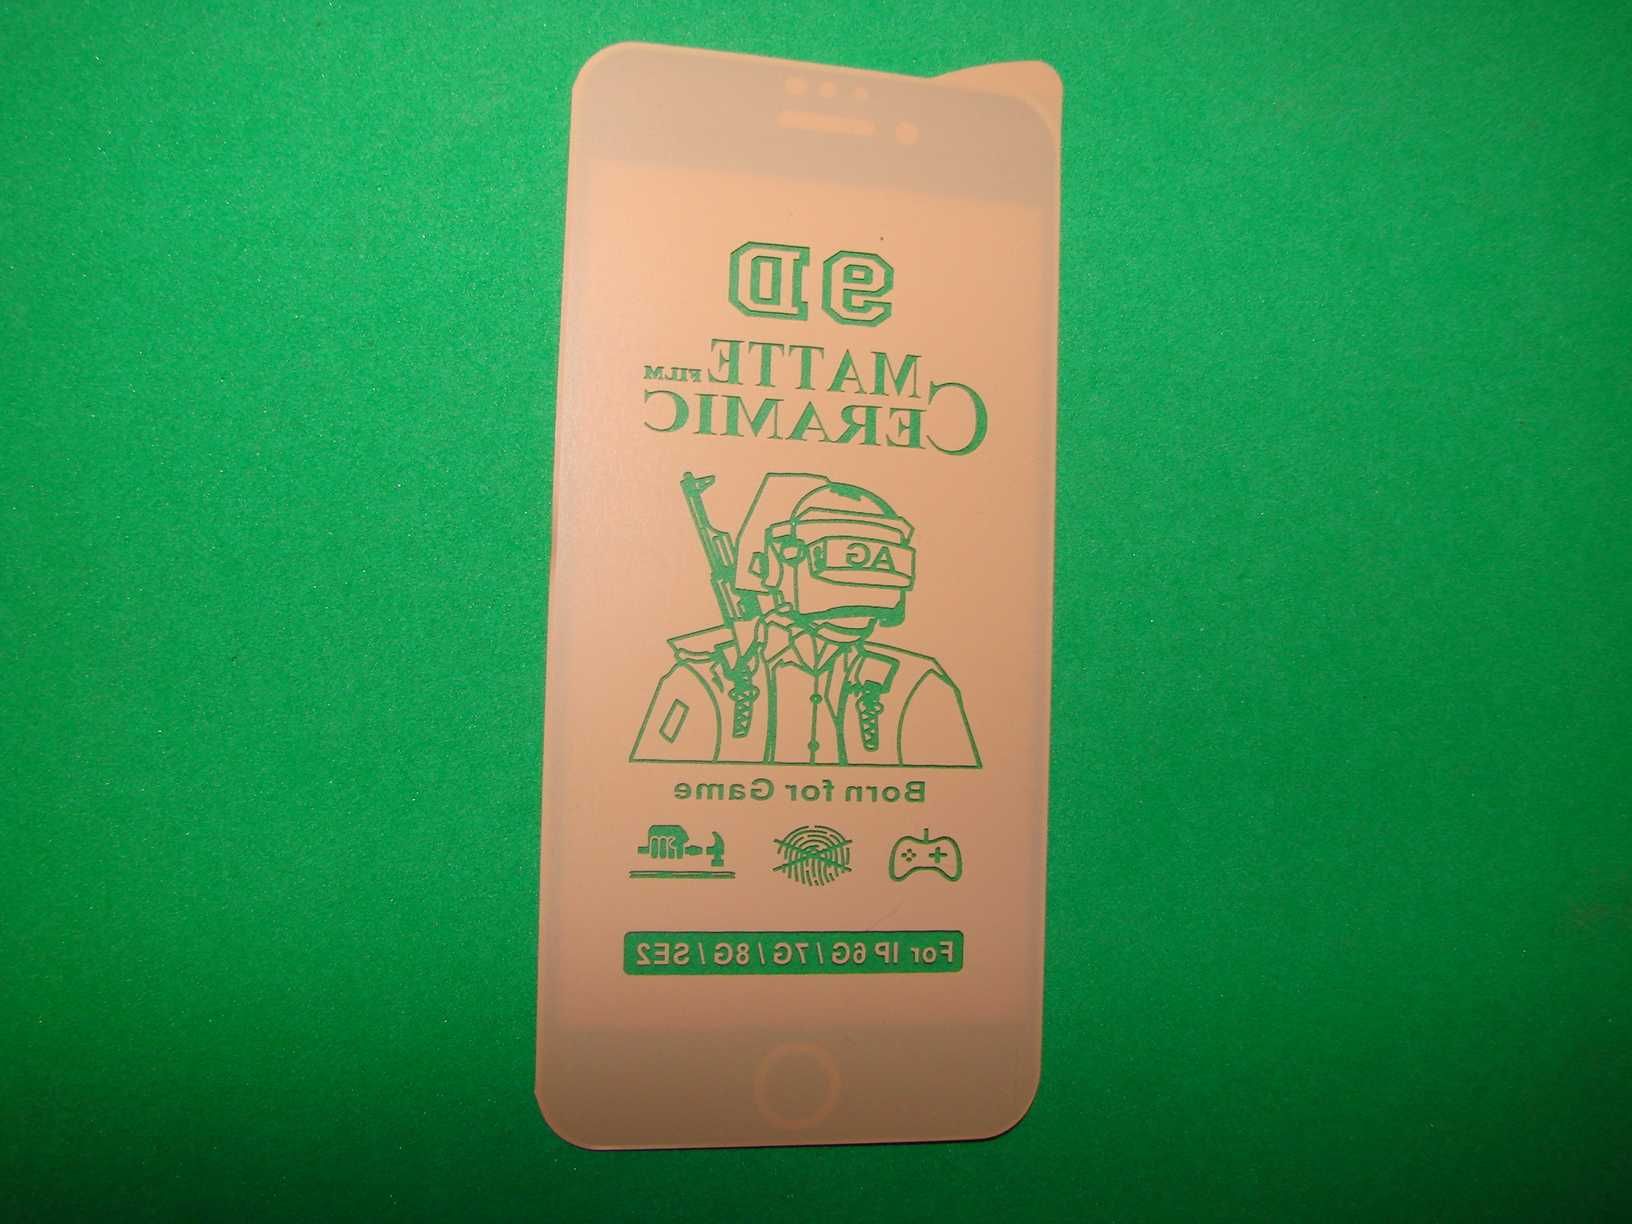 9D
MATTE FILM
CERAMIC
AG
Born for Game
For IP 6G / 7G / 8G / SE2